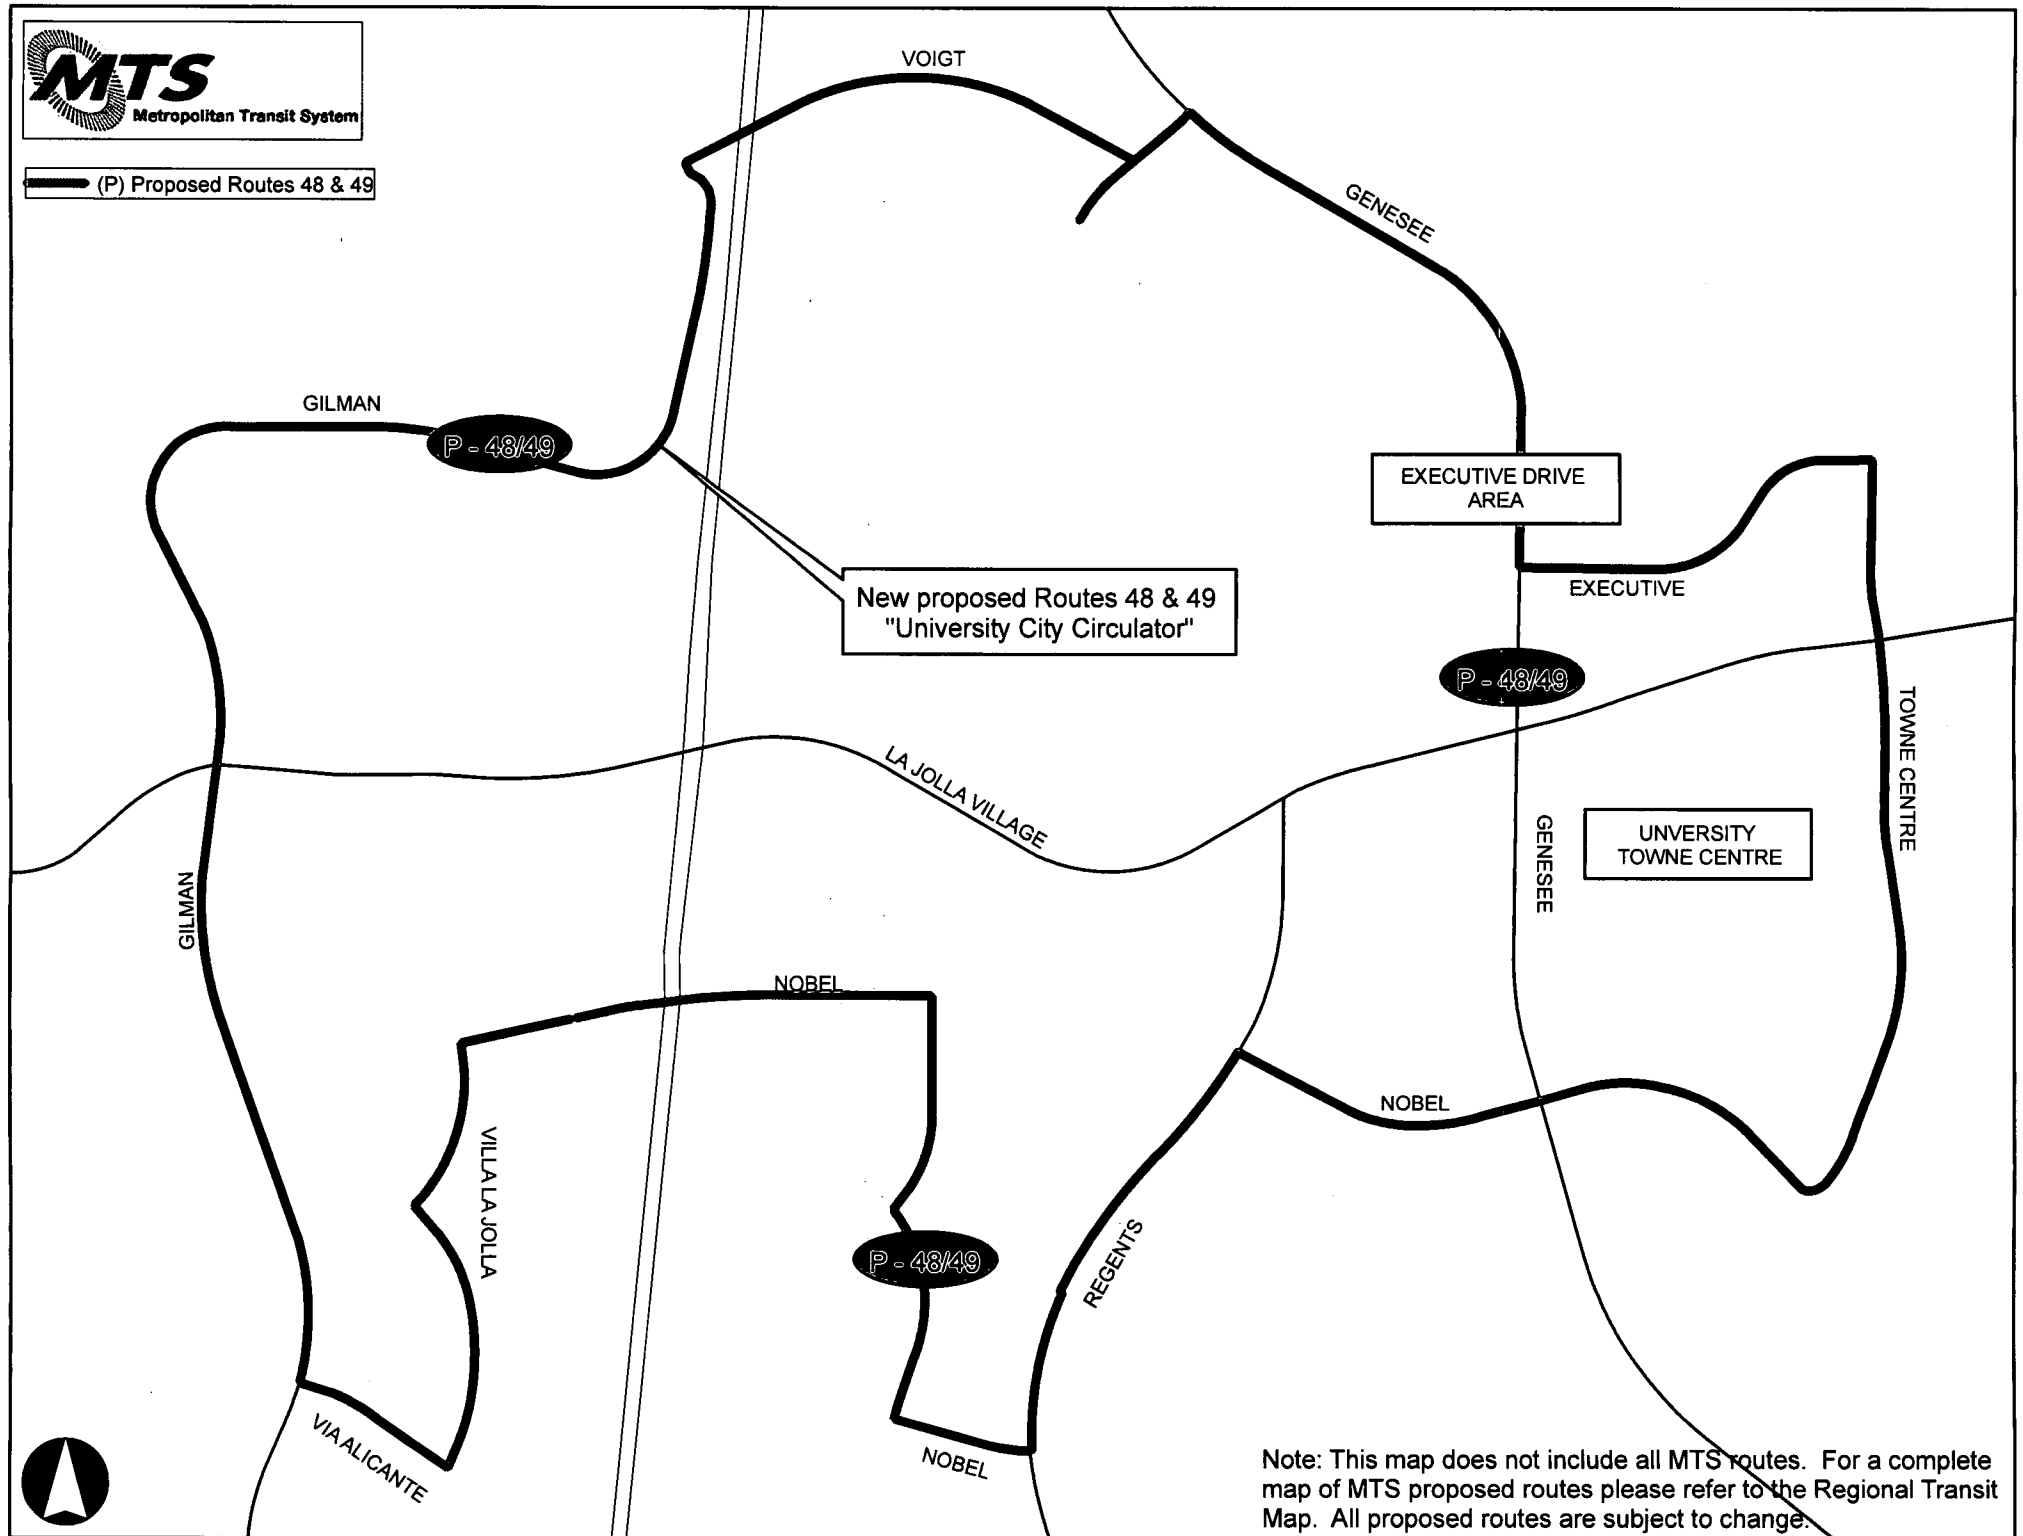 MTS
Metropolitan Transit System
(P) Proposed Routes 48 & 49
VOIGT
GENESEE
GILMAN
P - 48/49
EXECUTIVE DRIVE
AREA
New proposed Routes 48 & 49
"University City Circulator"
EXECUTIVE
P - 48/49
TOWNE CENTRE
LA JOLLA VILLAGE
GENESEE
UNVERSITY
TOWNE CENTRE
GILMAN
NOBEL
NOBEL
VILLA LA JOLLA
P - 48/49
REGENTS
VIA ALICANTE
NOBEL
Note: This map does not include all MTS routes. For a complete
map of MTS proposed routes please refer to the Regional Transit
Map. All proposed routes are subject to change.